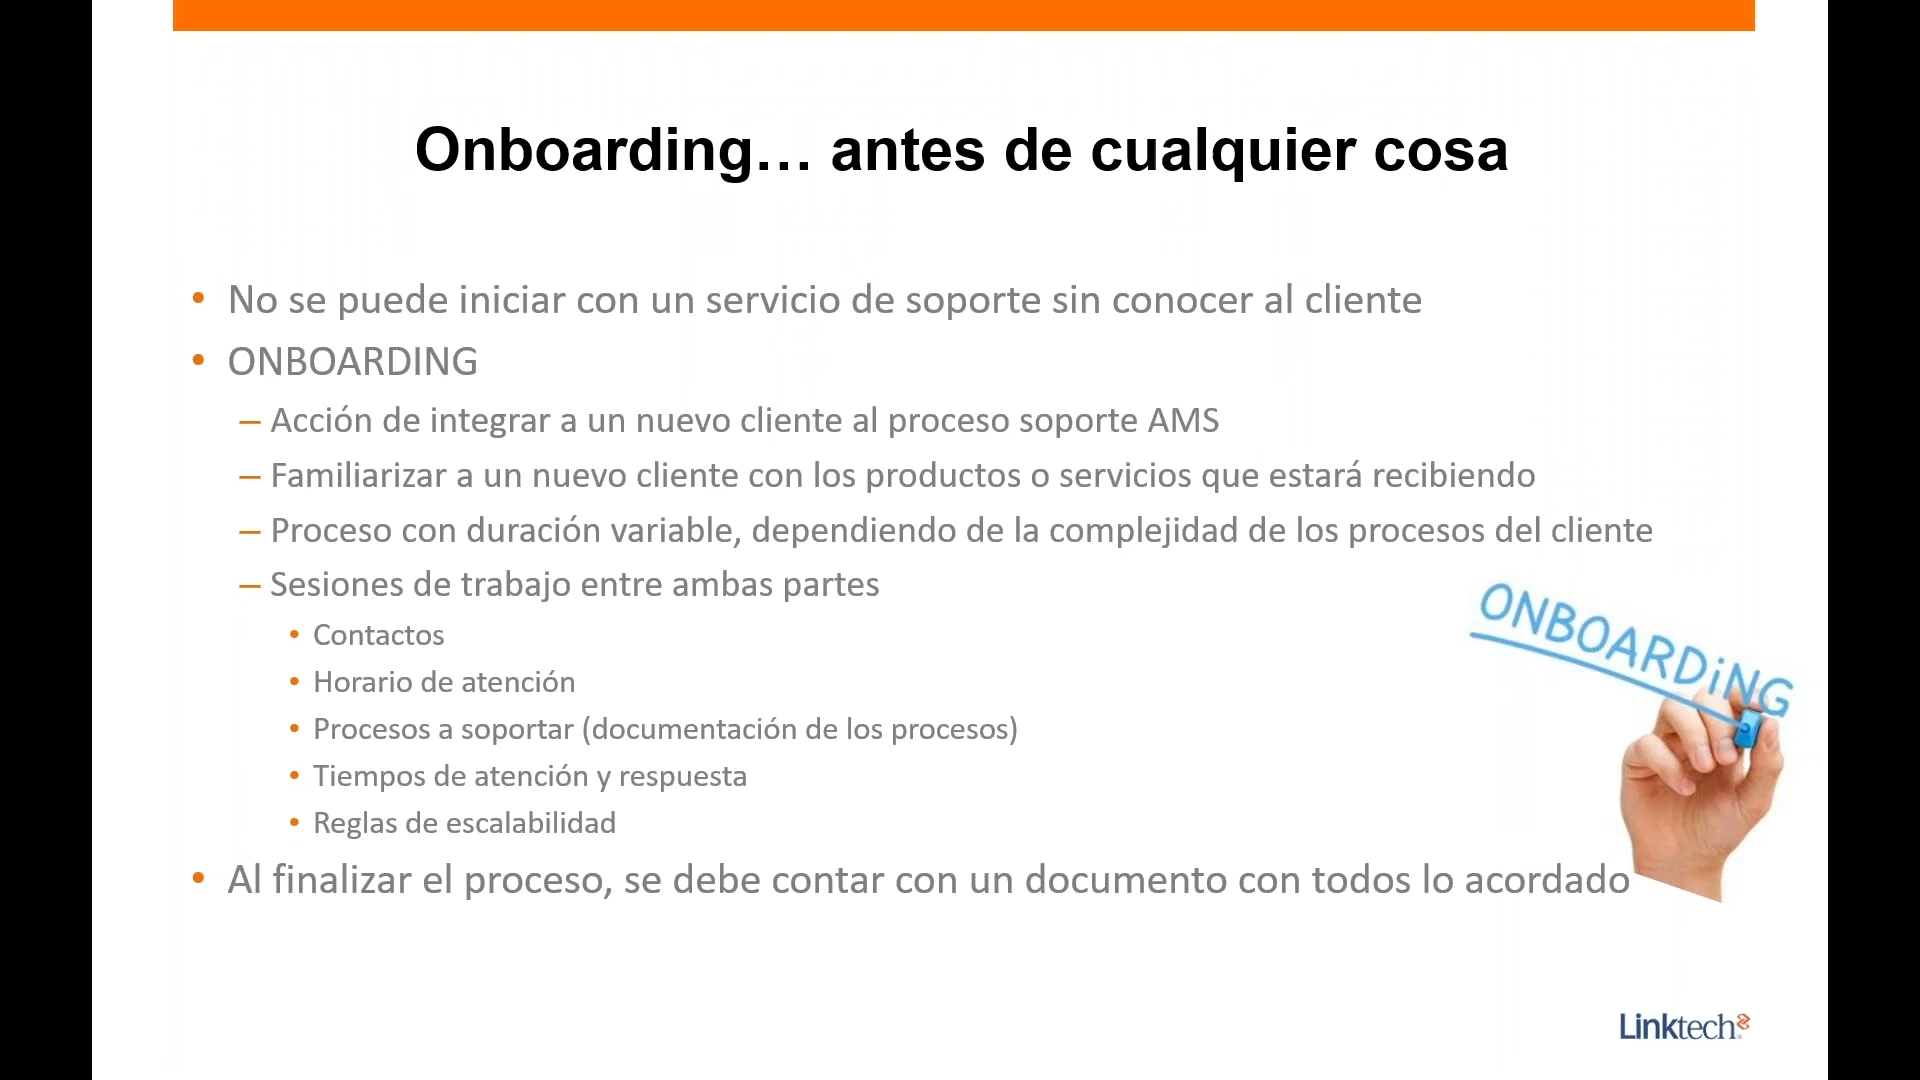 Onboarding… antes de cualquier cosa
• No se puede iniciar con un servicio de soporte sin conocer al cliente
• ONBOARDING
– Acción de integrar a un nuevo cliente al proceso soporte AMS
– Familiarizar a un nuevo cliente con los productos o servicios que estará recibiendo
– Proceso con duración variable, dependiendo de la complejidad de los procesos del cliente
– Sesiones de trabajo entre ambas partes
• Contactos
• Horario de atención
• Procesos a soportar (documentación de los procesos)
• Tiempos de atención y respuesta
• Reglas de escalabilidad
ONBOARDiNG
• Al finalizar el proceso, se debe contar con un documento con todos lo acordado
Linktech